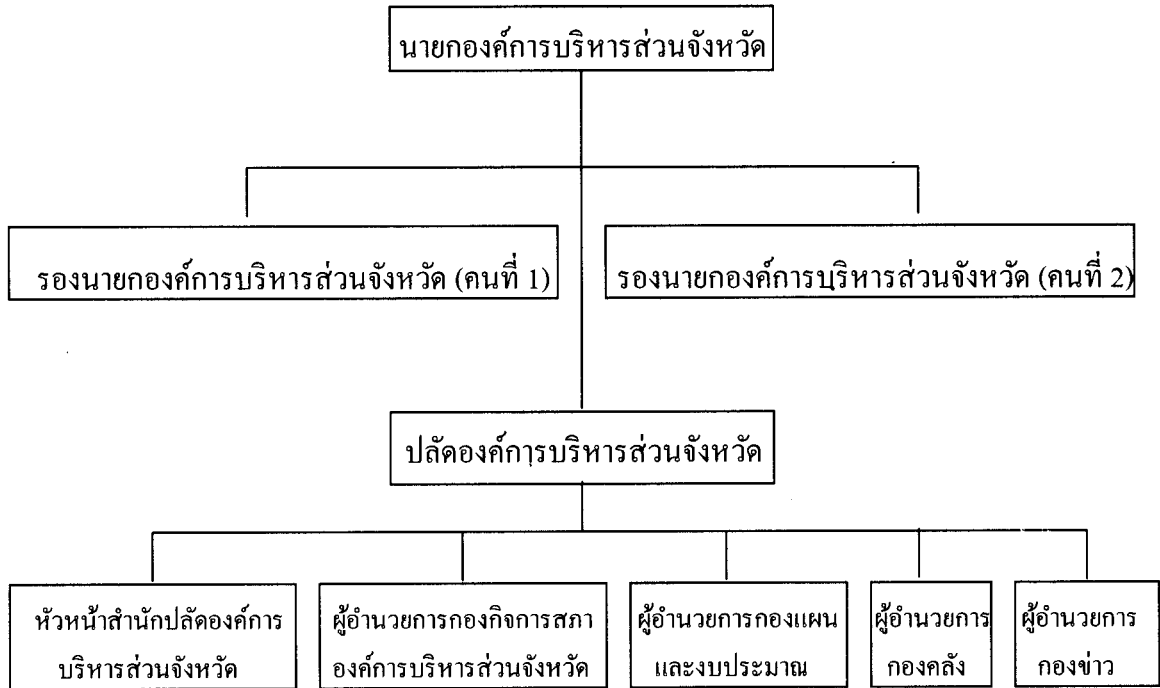 นายกองค์การบริหารส่วนจังหวัด
รองนายกองค์การบริหารส่วนจังหวัด (คนที่ 1)
รองนายกองค์การบริหารส่วนจังหวัด (คนที่ 2)
ปลัดองค์การบริหารส่วนจังหวัด
หัวหน้าสำนักปลัดองค์การ
บริหารส่วนจังหวัด
ผู้อำนวยการกองกิจการสภา
องค์การบริหารส่วนจังหวัด
ผู้อำนวยการกองแผน
และงบประมาณ
ผู้อำนวยการ
กองคลัง
ผู้อำนวยการ
กองข่าว